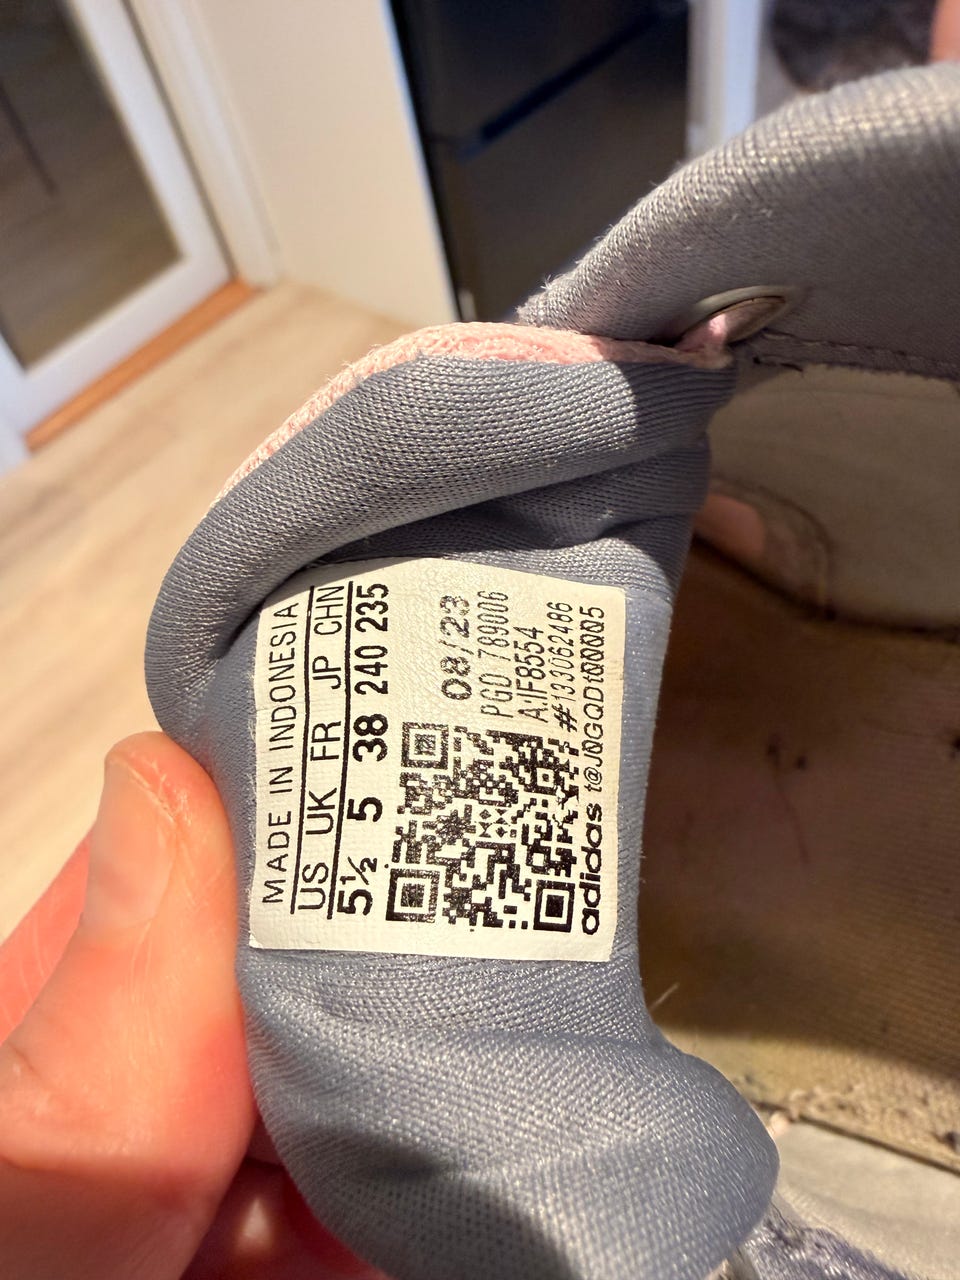 MADE IN INDONESIA
US UK FR JP CHN
5½ 5 38 240 235
08/23
PGD 789006
A:IF8554
#133062486
adidas